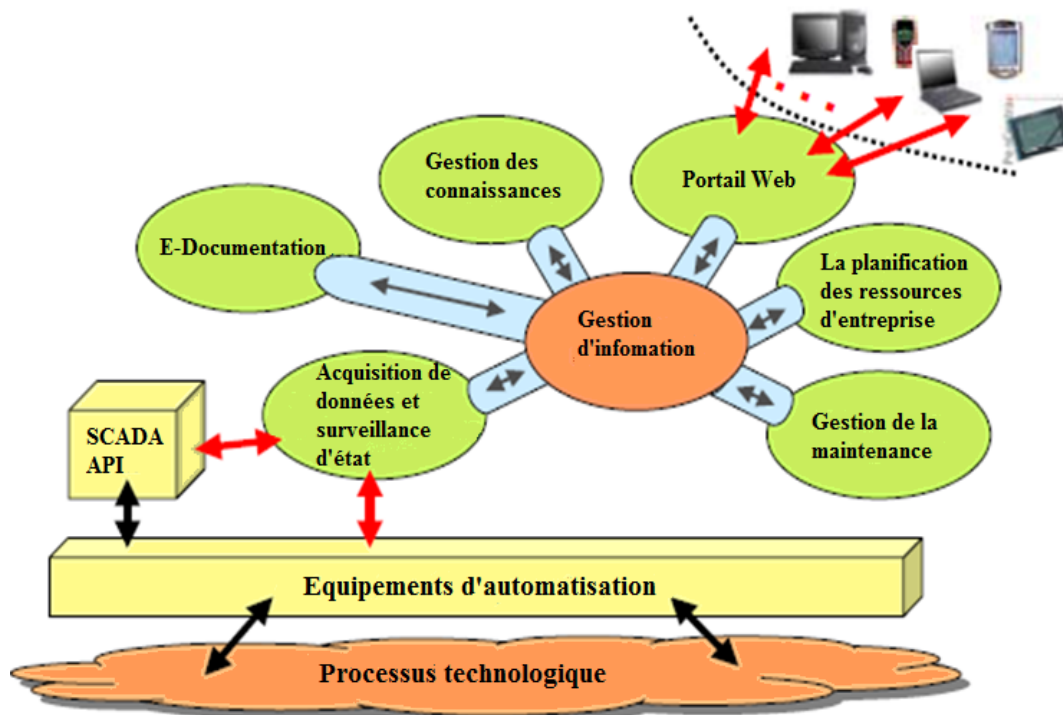 Gestion des
connaissances
Portail Web
E-Documentation
La planification
des ressources
d'entreprise
Gestion
d'infomation
Acquisition de
données et
surveillance
d'état
SCADA
API
Gestion de la
maintenance
Equipements d'automatisation
Processus technologique